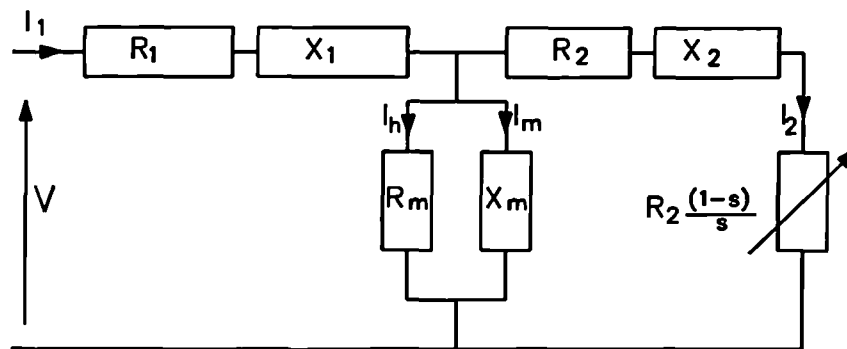 I₁
R₁
X₁
R₂
X₂
Iₕ
Iₘ
I₂
V
Rₘ
Xₘ
R₂ (1-s)/s